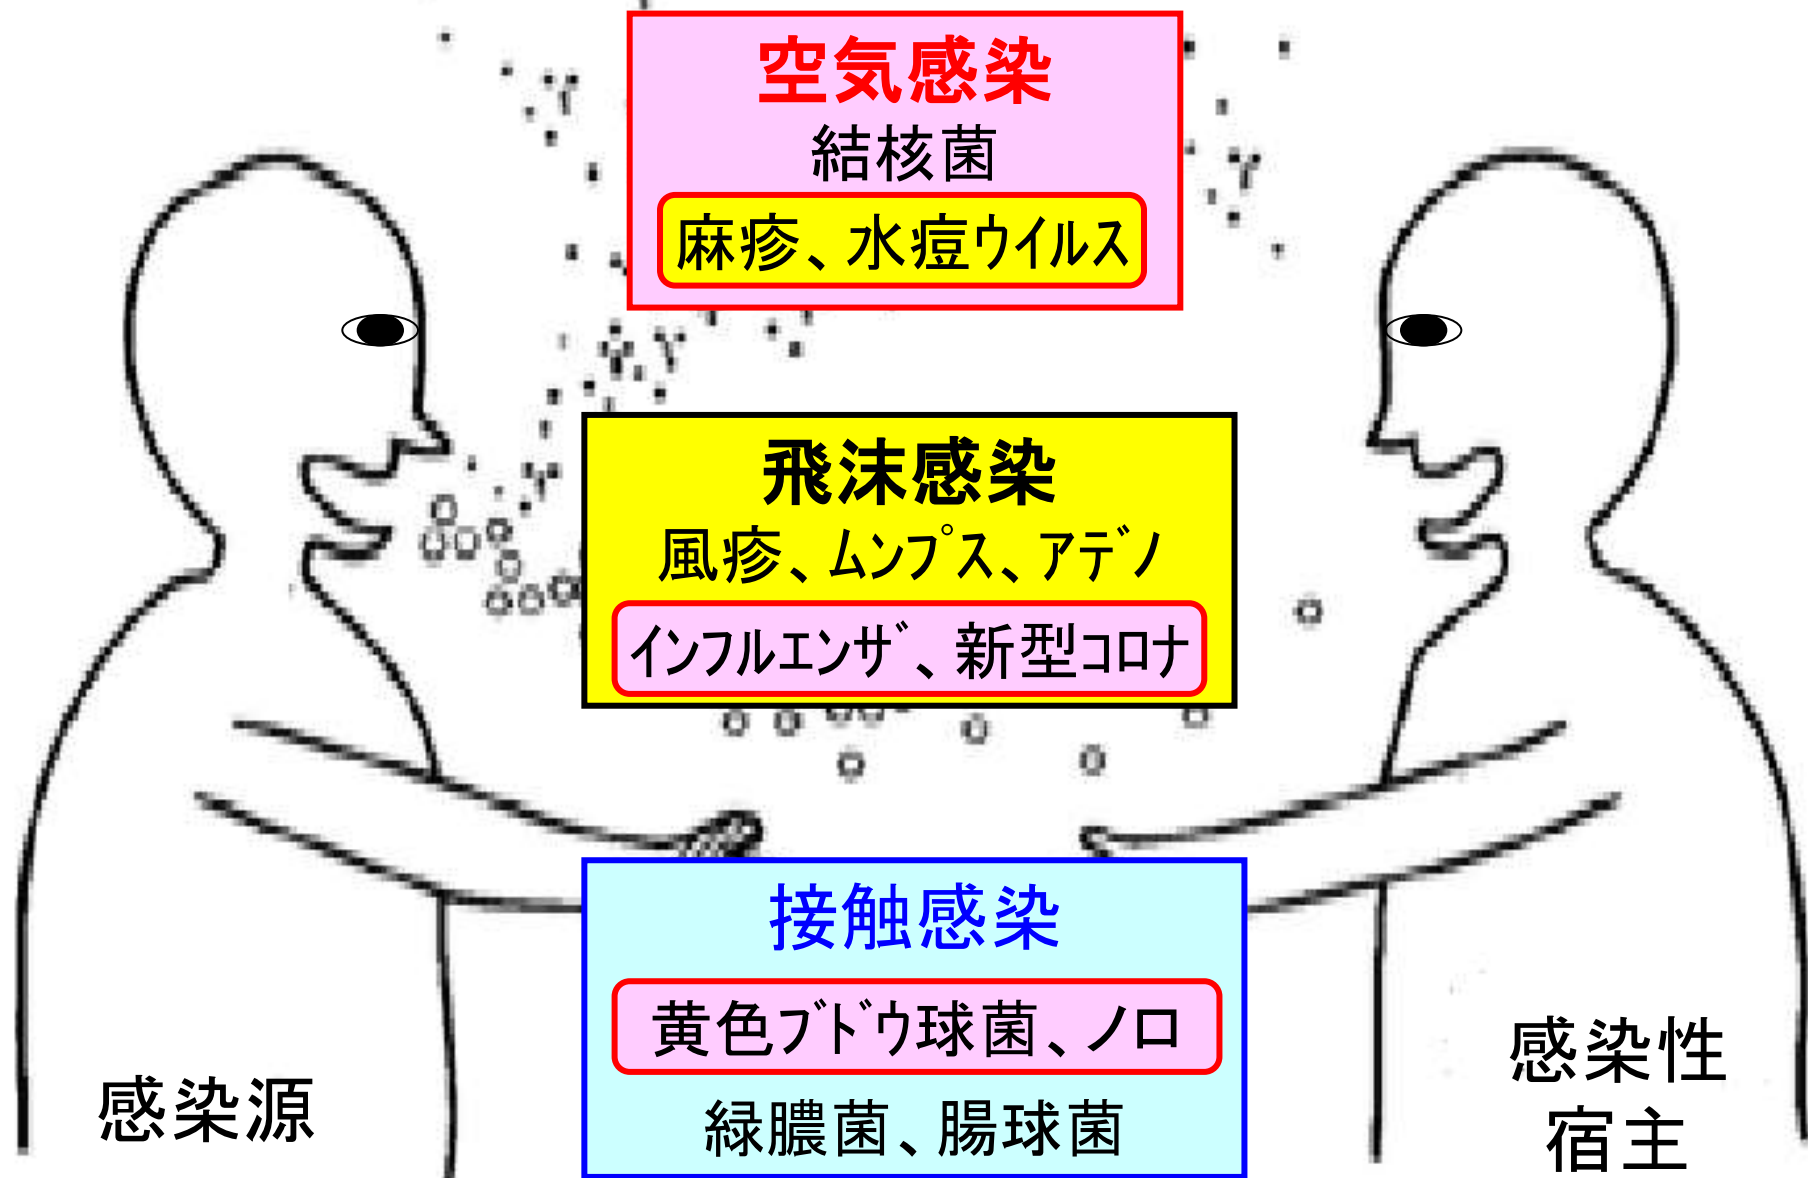 空気感染
結核菌
麻疹、水痘ｳｲﾙｽ
飛沫感染
風疹、ﾑﾝﾌﾟｽ、ｱﾃﾞﾉ
ｲﾝﾌﾙｴﾝｻﾞ、新型ｺﾛﾅ
接触感染
黄色ﾌﾞﾄﾞｳ球菌、ノロ
緑膿菌、腸球菌
感染源
感染性
宿主